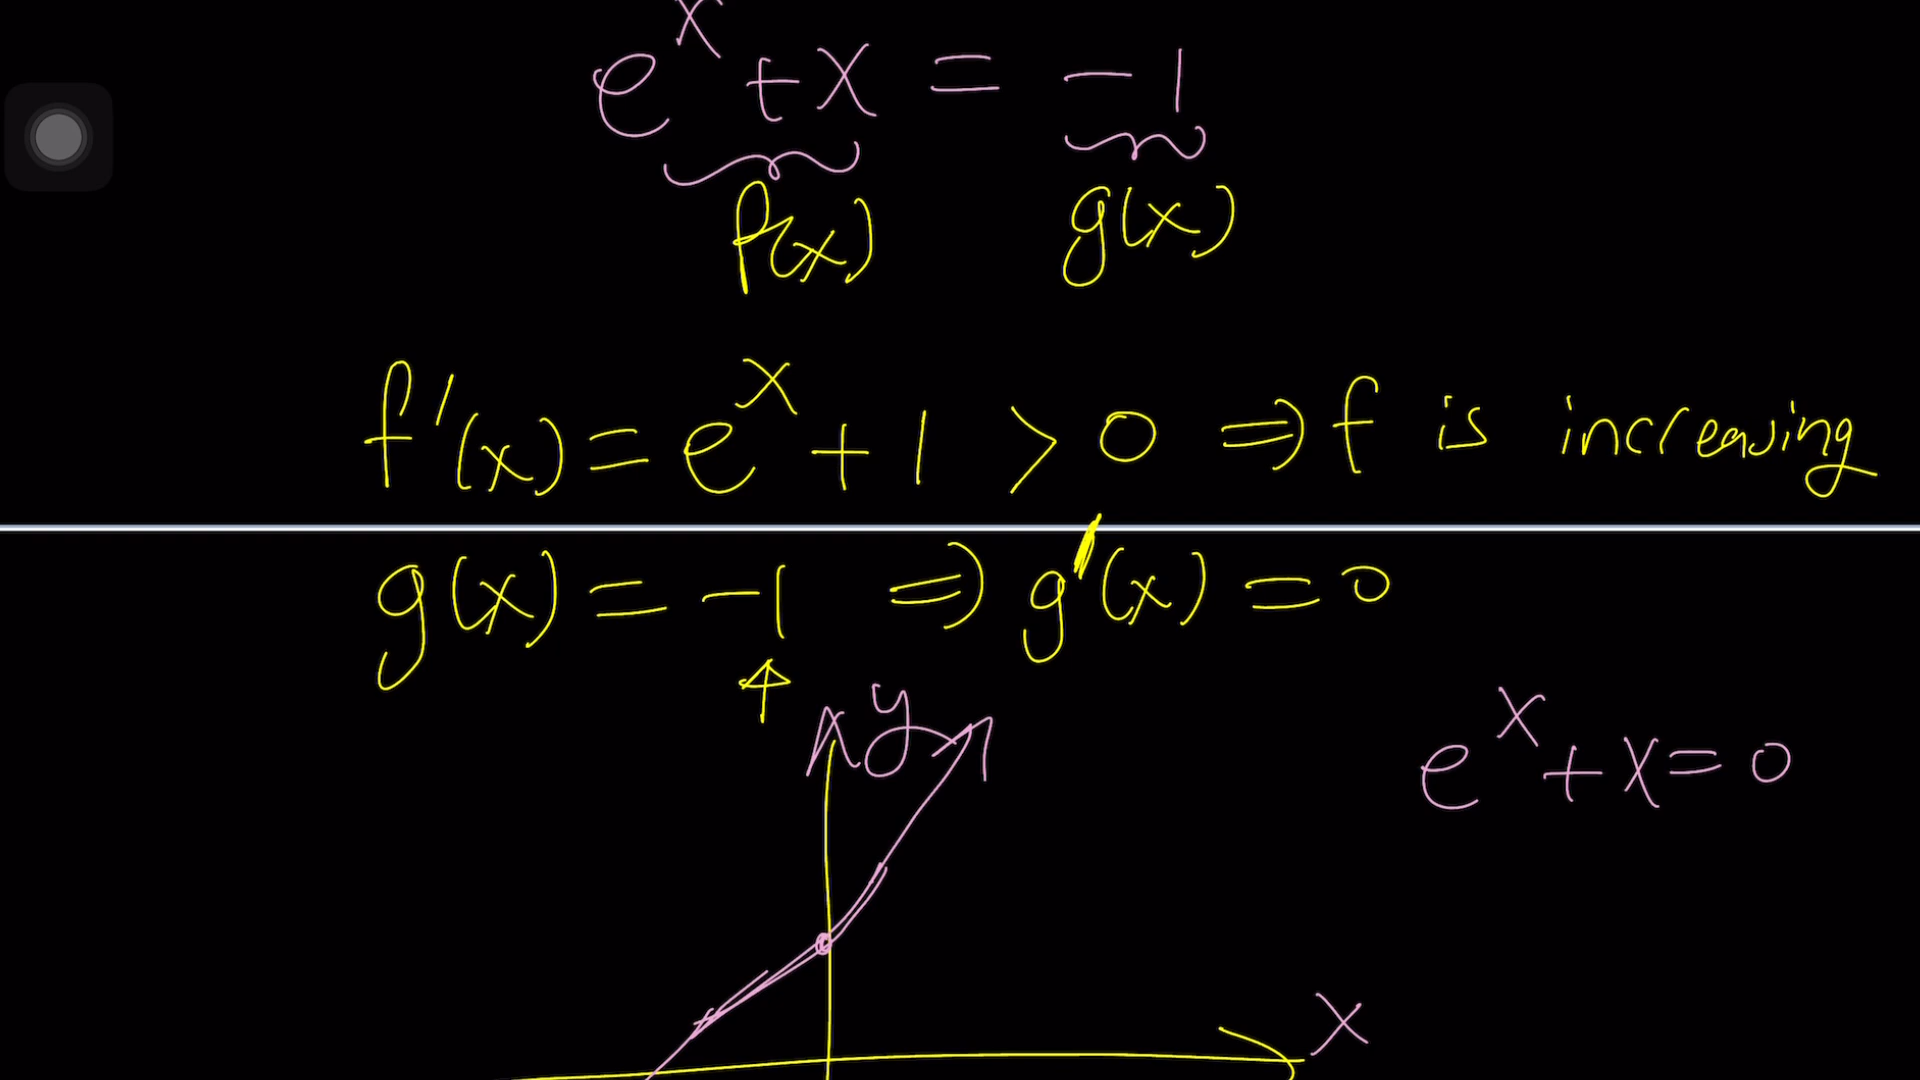 e^x + x = -1
f(x) g(x)
f'(x) = e^x + 1 > 0 ⇒ f is increasing
g(x) = -1 ⇒ g'(x) = 0
y
e^x + x = 0
x